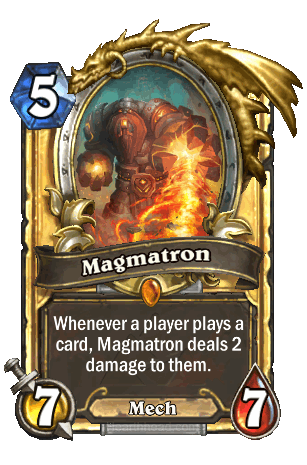 5
Magmatron
Whenever a player plays a
card, Magmatron deals 2
damage to them.
7
Mech
7